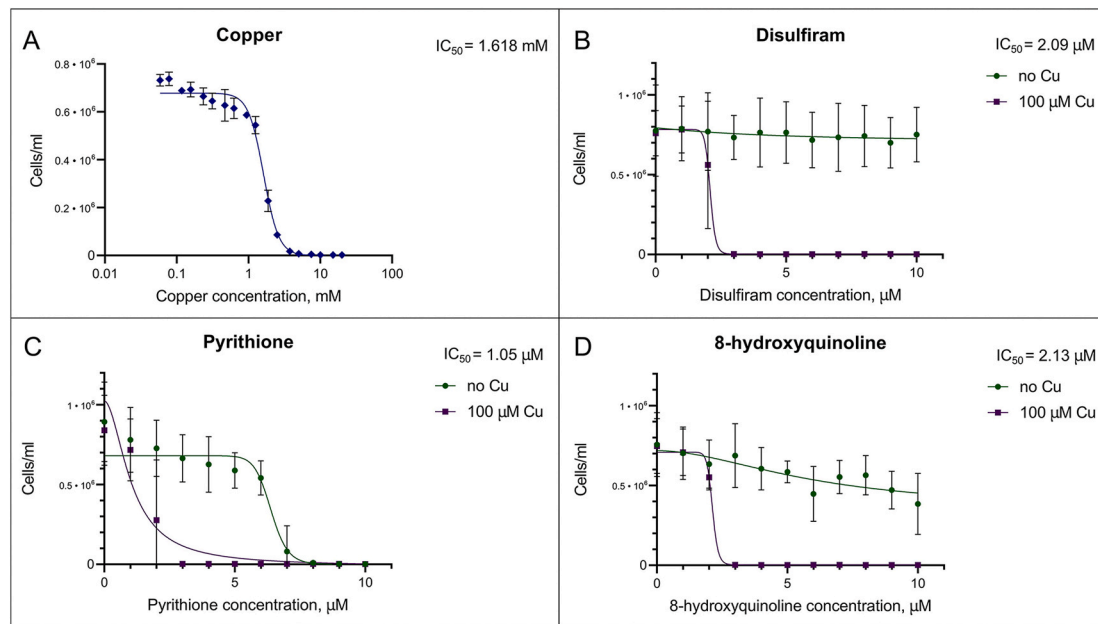 A
Copper
IC₅₀ = 1.618 mM
0.8 • 10⁶
0.6 • 10⁶
0.4 • 10⁶
0.2 • 10⁶
0
Cells/ml
0.01 0.1 1 10 100
Copper concentration, mM
B
Disulfiram
IC₅₀ = 2.09 µM
no Cu
100 µM Cu
1 • 10⁶
0.5 • 10⁶
0
Cells/ml
0 5 10
Disulfiram concentration, µM
C
Pyrithione
IC₅₀ = 1.05 µM
no Cu
100 µM Cu
1 • 10⁶
0.5 • 10⁶
0
Cells/ml
0 5 10
Pyrithione concentration, µM
D
8-hydroxyquinoline
IC₅₀ = 2.13 µM
no Cu
100 µM Cu
1 • 10⁶
0.5 • 10⁶
0
Cells/ml
0 5 10
8-hydroxyquinoline concentration, µM